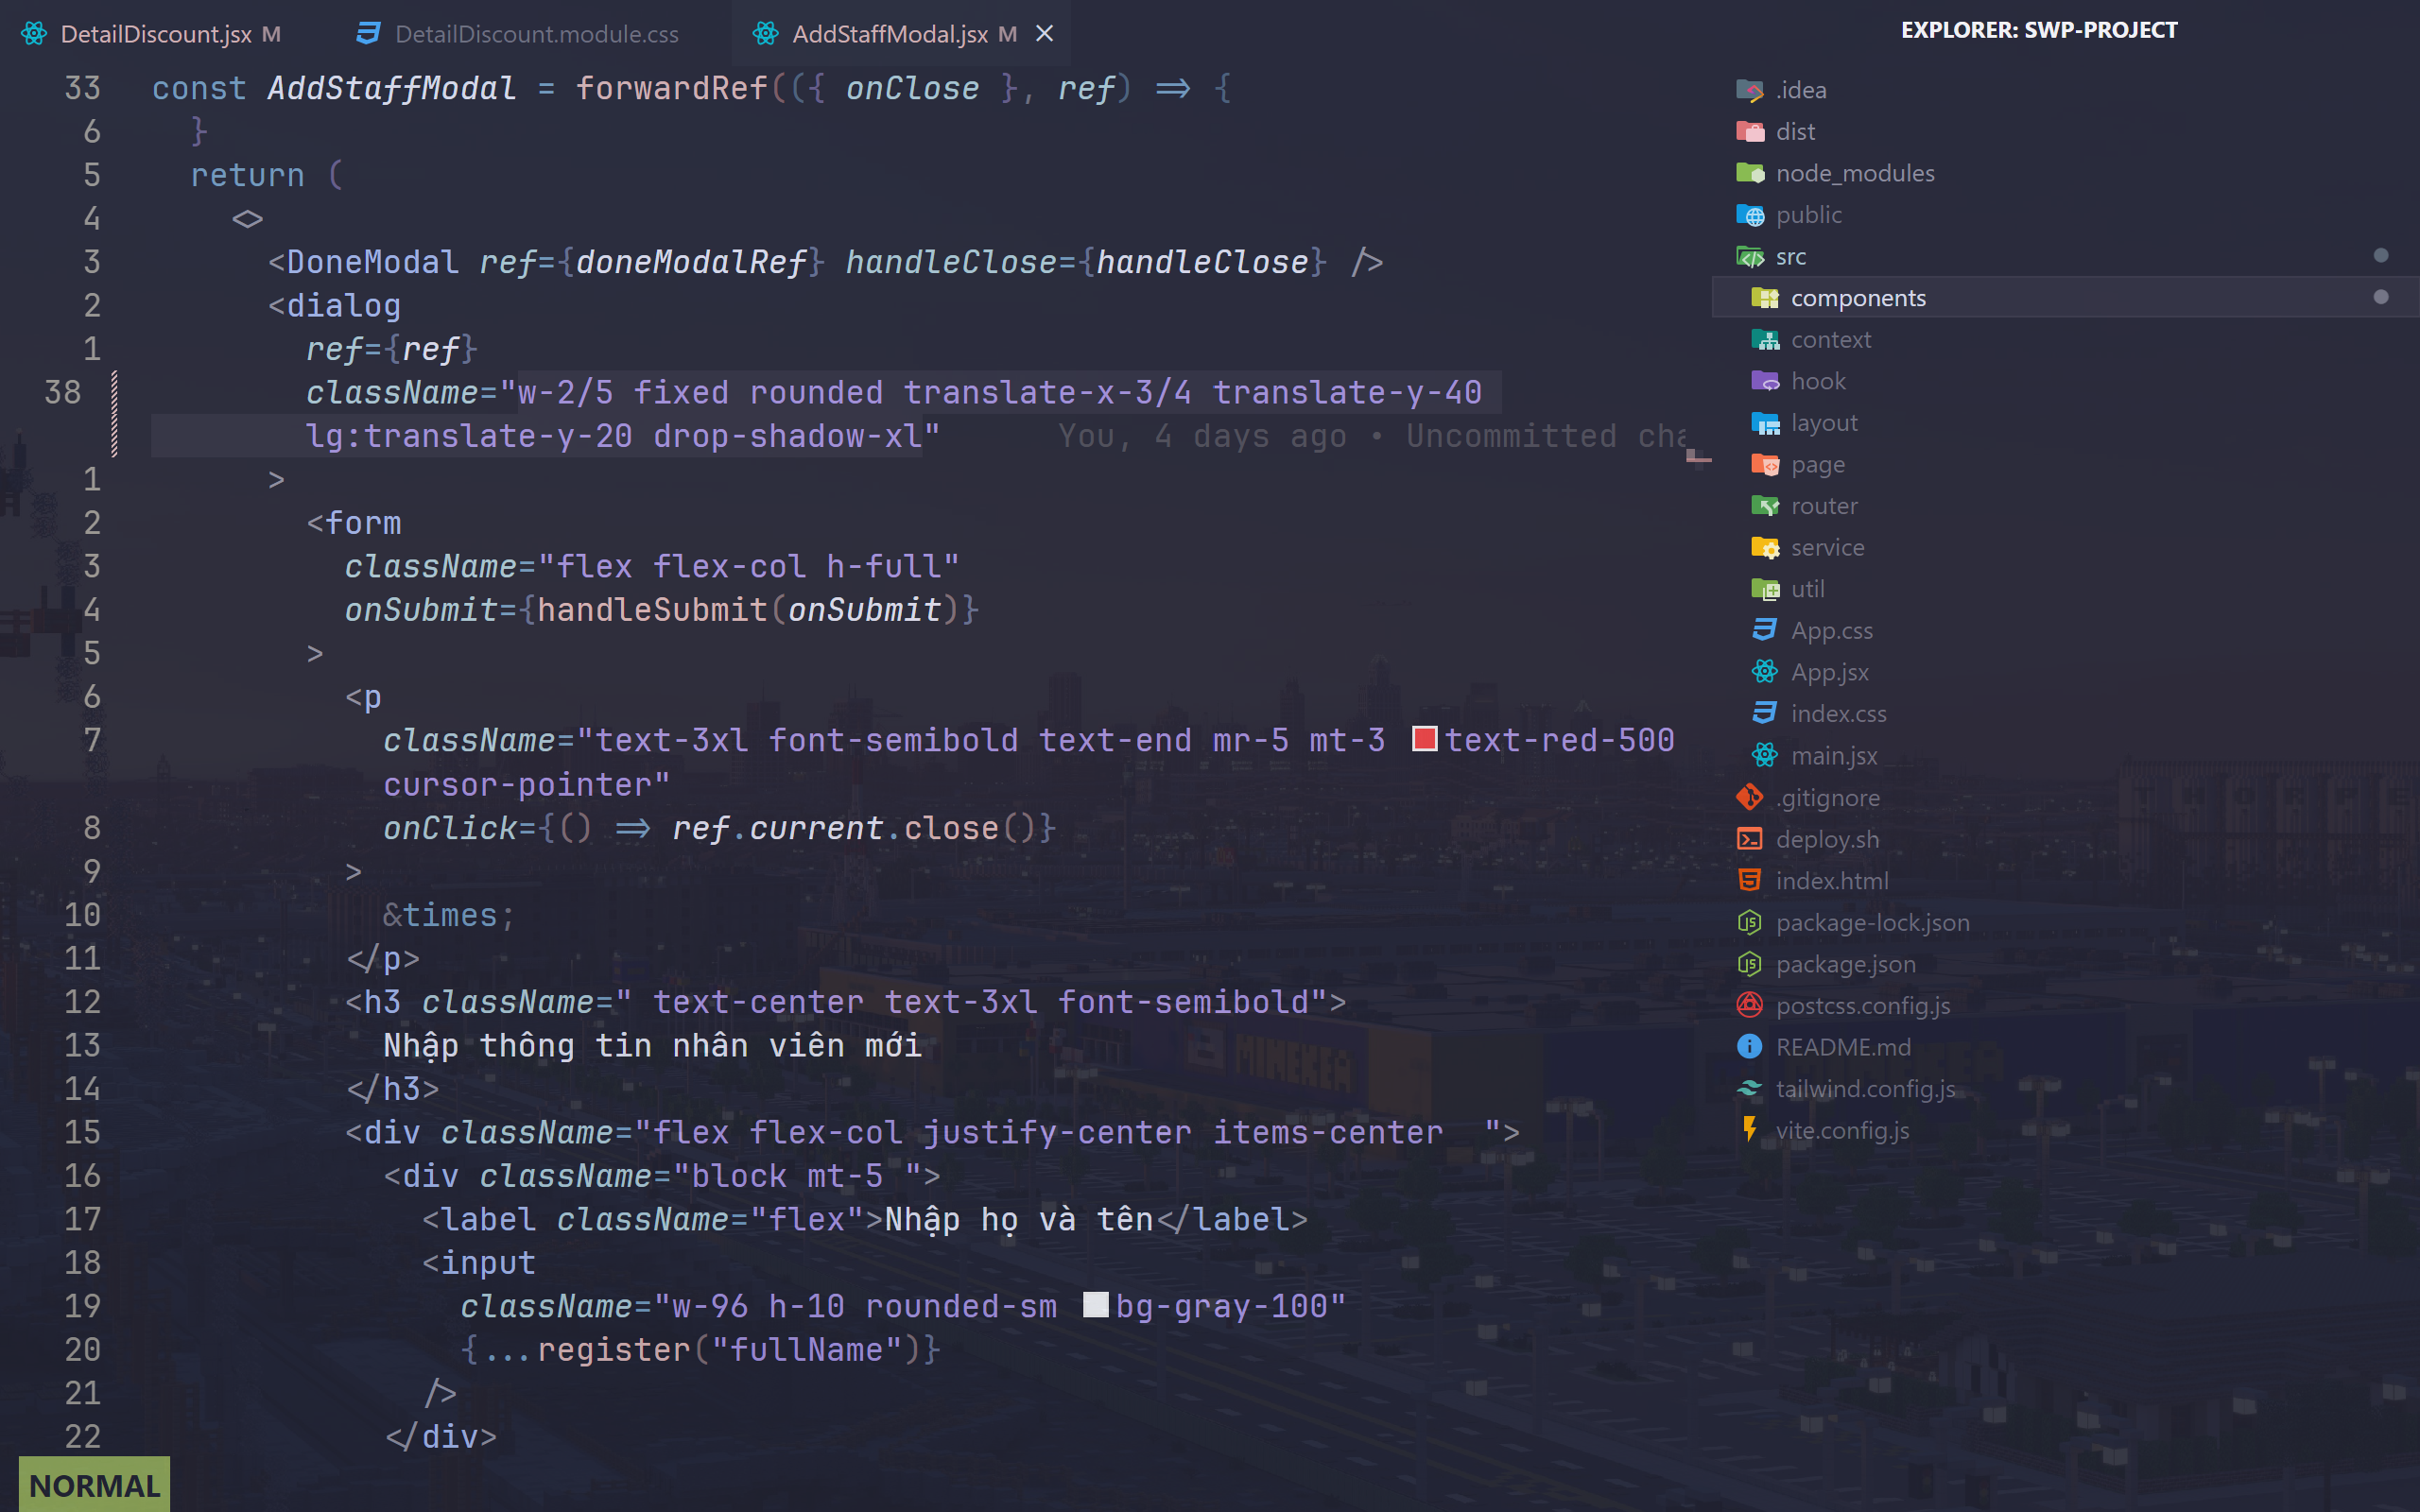 DetailDiscount.jsx M
DetailDiscount.module.css
AddStaffModal.jsx M
33 const AddStaffModal = forwardRef(({ onClose }, ref) => {
6 }
5 return (
4 <>
3 <DoneModal ref={doneModalRef} handleClose={handleClose} />
2 <dialog
1 ref={ref}
38 className="w-2/5 fixed rounded translate-x-3/4 translate-y-40
lg:translate-y-20 drop-shadow-xl" You, 4 days ago • Uncommitted cha
1 >
2 <form
3 className="flex flex-col h-full"
4 onSubmit={handleSubmit(onSubmit)}
5 >
6 <p
7 className="text-3xl font-semibold text-end mr-5 mt-3 text-red-500
cursor-pointer"
8 onClick={() => ref.current.close()}
9 >
10 &times;
11 </p>
12 <h3 className=" text-center text-3xl font-semibold">
13 Nhập thông tin nhân viên mới
14 </h3>
15 <div className="flex flex-col justify-center items-center  ">
16 <div className="block mt-5 ">
17 <label className="flex">Nhập họ và tên</label>
18 <input
19 className="w-96 h-10 rounded-sm bg-gray-100"
20 {...register("fullName")}
21 />
22 </div>
NORMAL
EXPLORER: SWP-PROJECT
.idea
dist
node_modules
public
src
components
context
hook
layout
page
router
service
util
App.css
App.jsx
index.css
main.jsx
.gitignore
deploy.sh
index.html
package-lock.json
package.json
postcss.config.js
README.md
tailwind.config.js
vite.config.js
MINEKEA